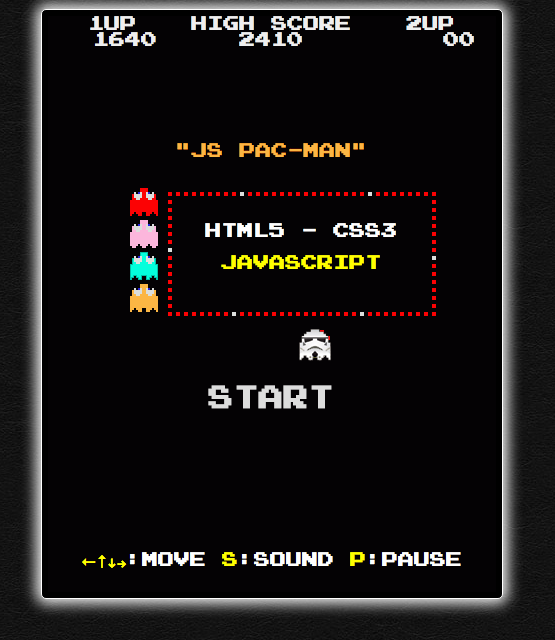 1UP HIGH SCORE 2UP
1640 2410 00
"JS PAC-MAN"
HTML5 - CSS3
JAVASCRIPT
START
←↑↓→:MOVE S:SOUND P:PAUSE